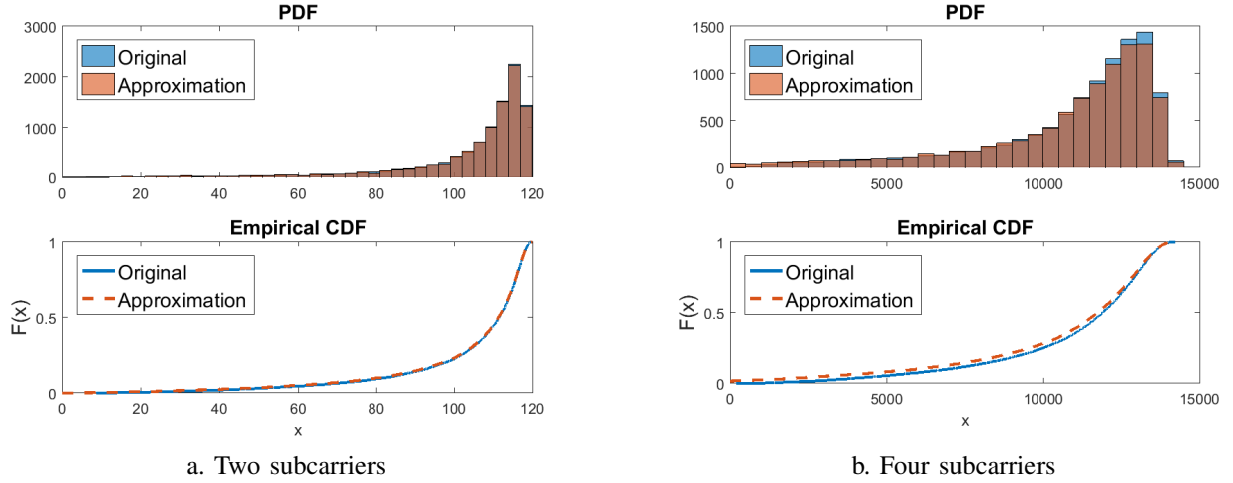 PDF
3000
2000
1000
0
Original
Approximation
0 20 40 60 80 100 120
Empirical CDF
1
0.5
0
F(x)
Original
Approximation
0 20 40 60 80 100 120
x
a. Two subcarriers
PDF
1500
1000
500
0
Original
Approximation
0 5000 10000 15000
Empirical CDF
1
0.5
0
F(x)
Original
Approximation
0 5000 10000 15000
x
b. Four subcarriers